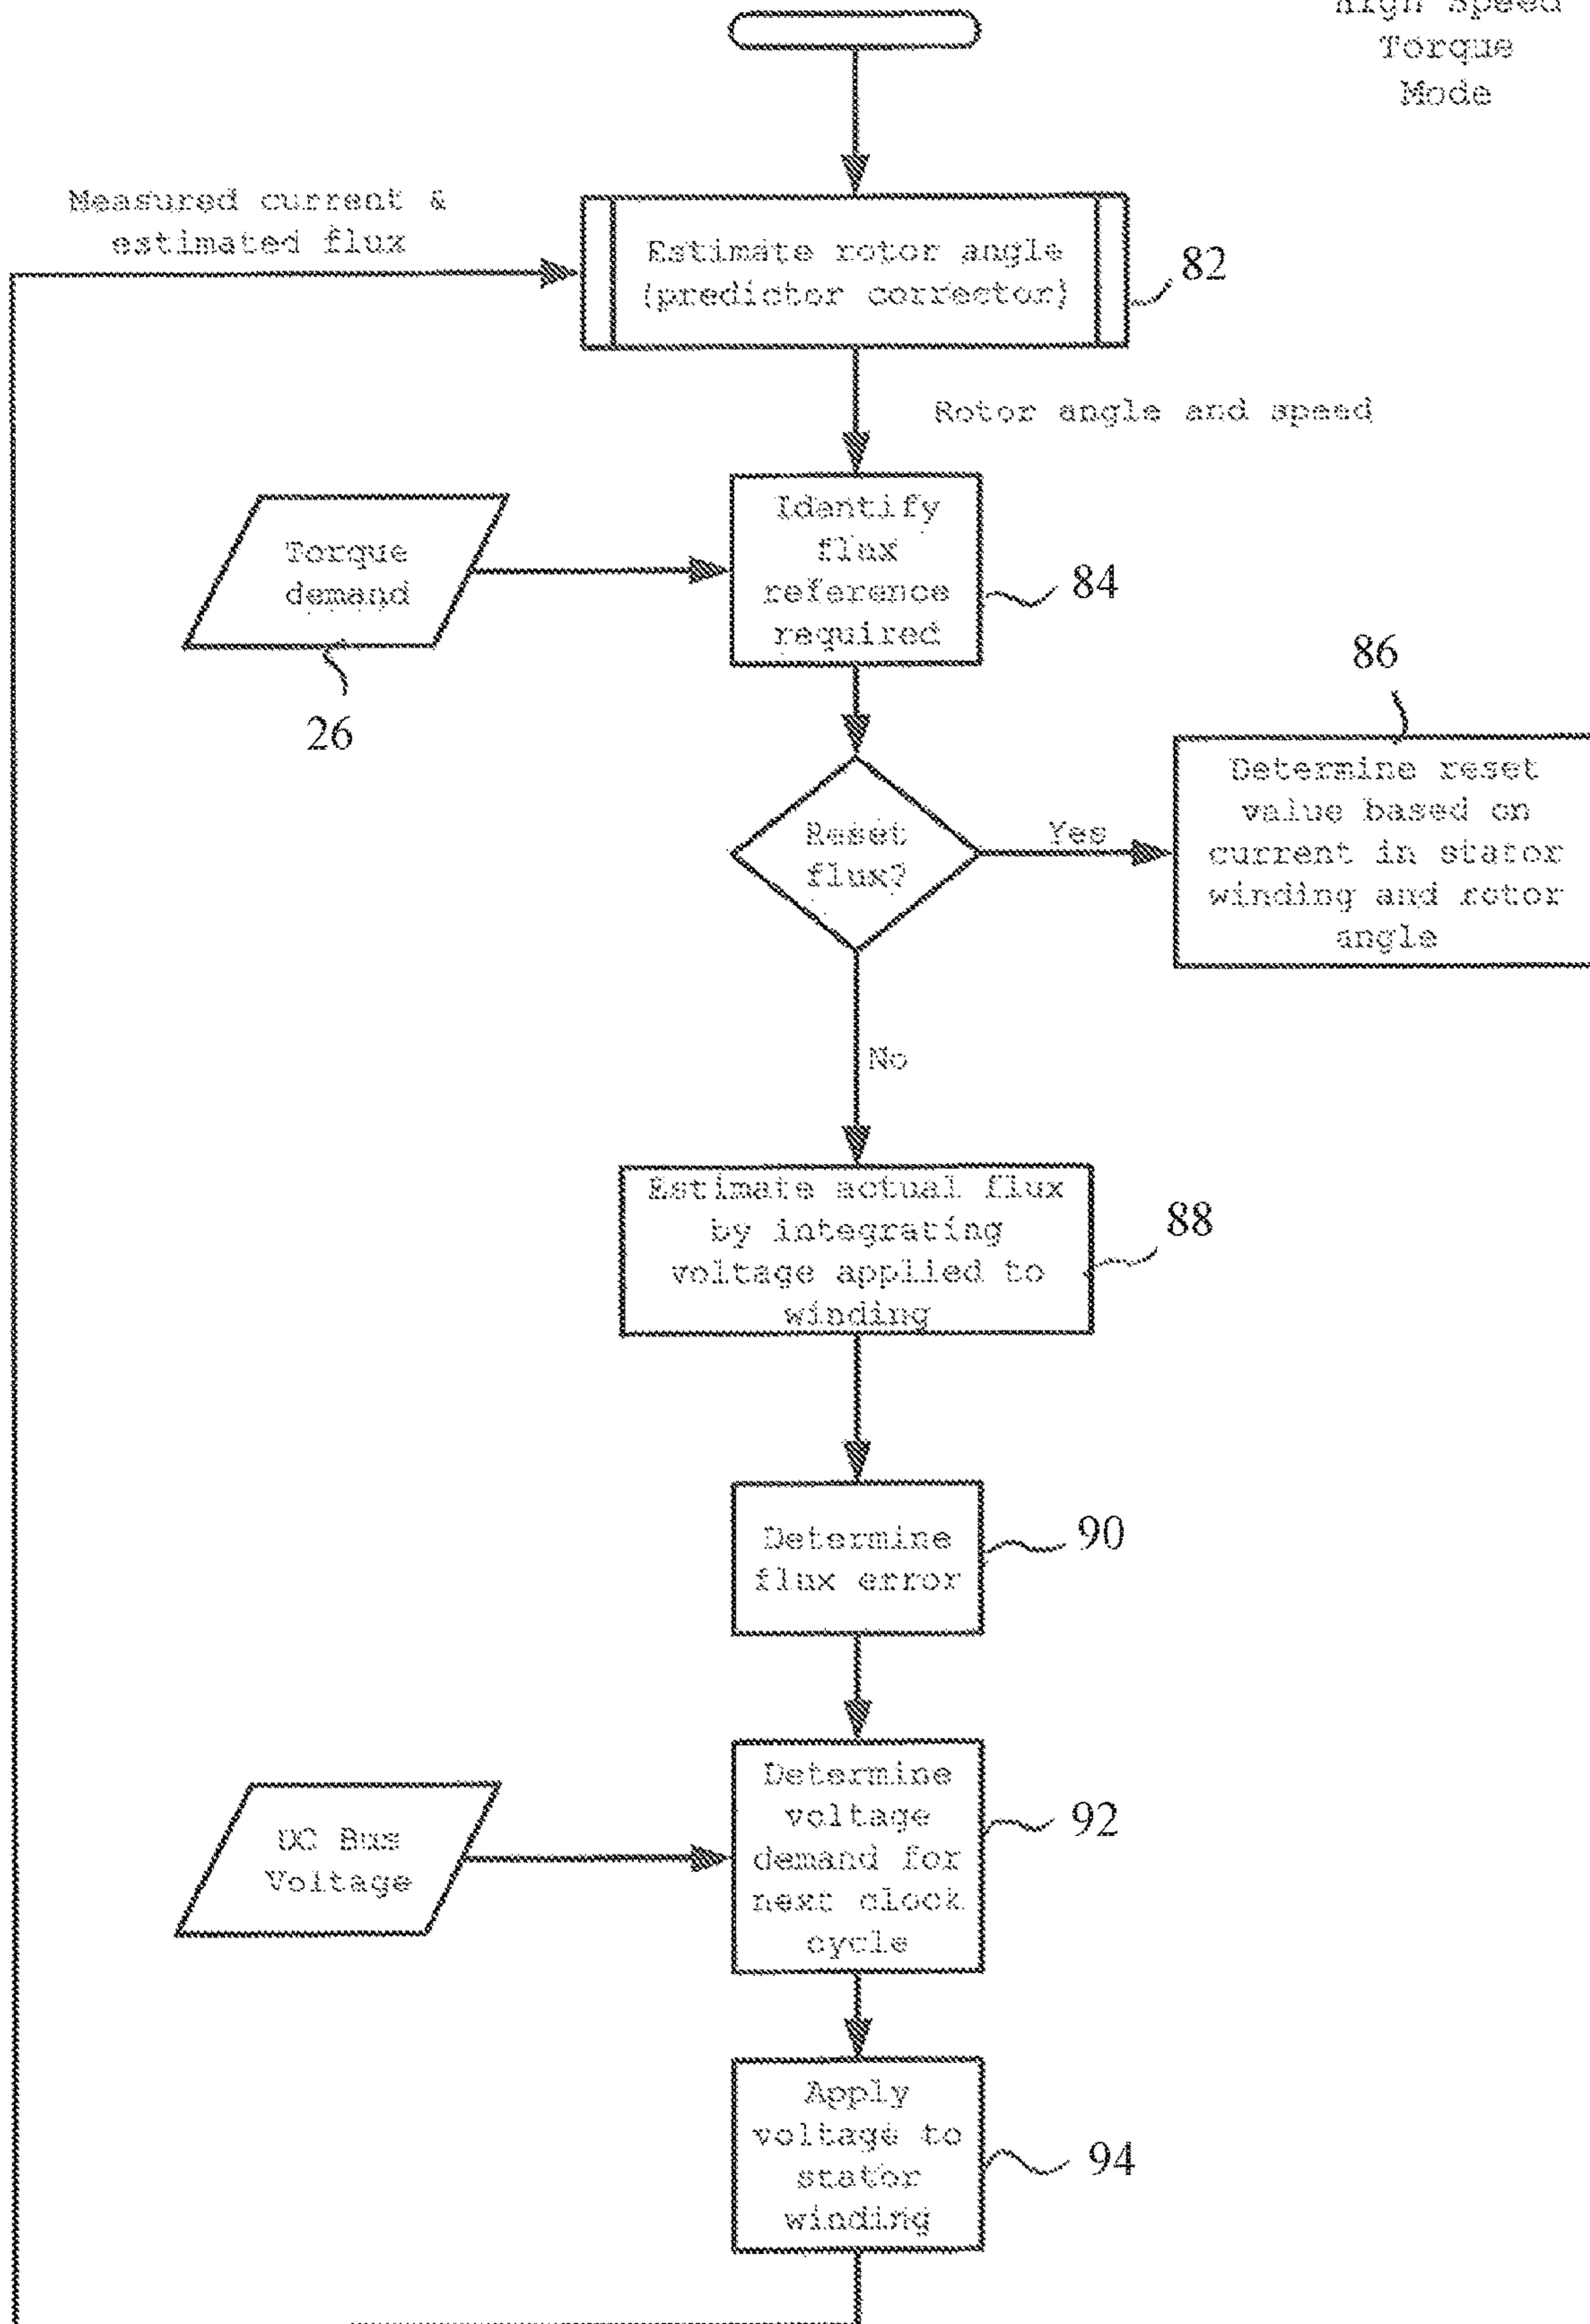 High Speed
Torque
Mode
Measured current &
estimated flux
Estimate rotor angle
(predictor corrector)
82
Rotor angle and speed
Torque
demand
26
Identify
flux
reference
required
84
86
Reset
flux?
Yes
Determine reset
value based on
current in stator
winding and rotor
angle
No
Estimate actual flux
by integrating
voltage applied to
winding
88
Determine
flux error
90
DC Bus
Voltage
Determine
voltage
demand for
next clock
cycle
92
Apply
voltage to
stator
winding
94